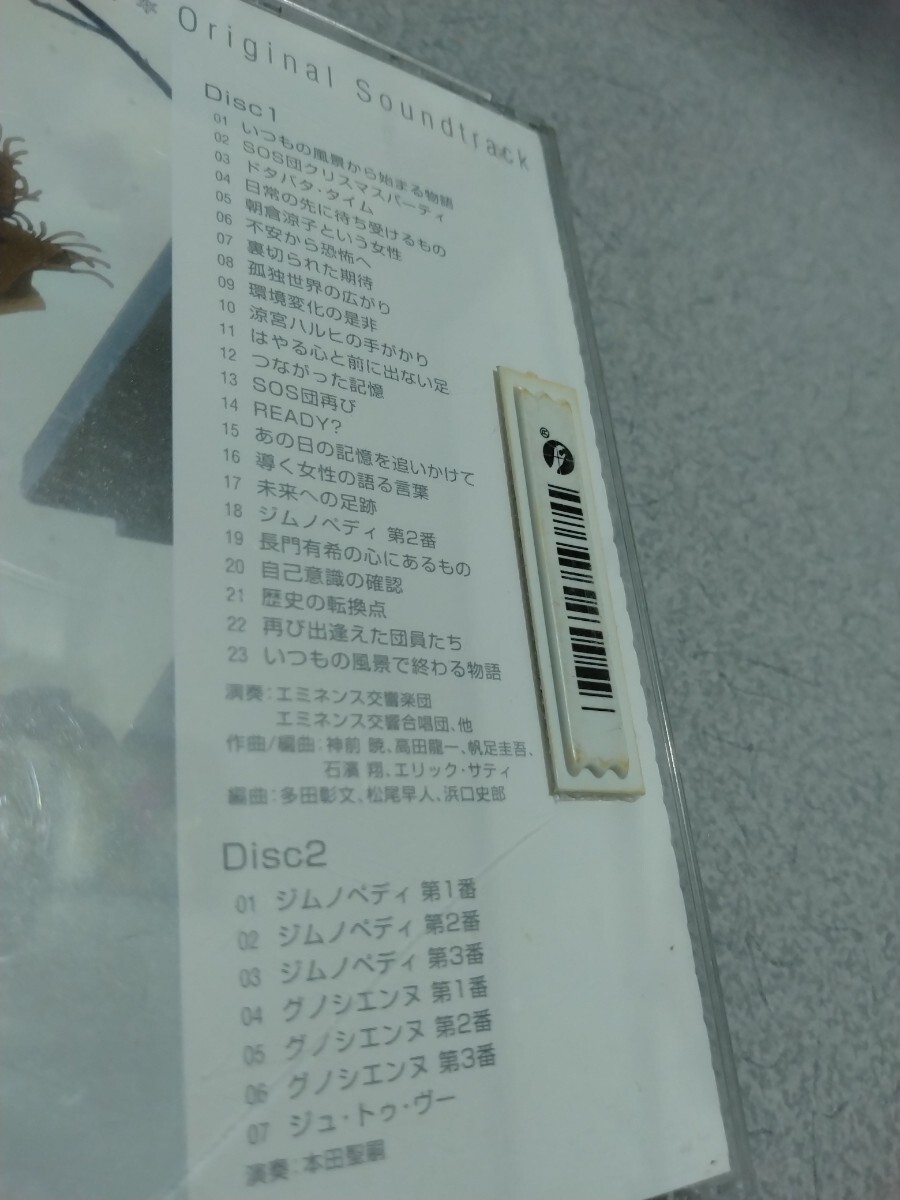 Original Soundtrack
Disc1
01 いつもの風景から始まる物語
02 SOS団クリスマスパーティ
03 ドタバタ・タイム
04 日常の先に待ち受けるもの
05 朝倉涼子という女性
06 不安から恐怖へ
07 裏切られた期待
08 孤独世界の広がり
09 環境変化の是非
10 涼宮ハルヒの手がかり
11 はやる心と前に出ない足
12 つながった記憶
13 SOS団再び
14 READY?
15 あの日の記憶を追いかけて
16 導く女性の語る言葉
17 未来への足跡
18 ジムノペディ 第2番
19 長門有希の心にあるもの
20 自己意識の確認
21 歴史の転換点
22 再び出逢えた団員たち
23 いつもの風景で終わる物語
演奏：エミネンス交響楽団
エミネンス交響合唱団、他
作曲/編曲：神前 暁、高田龍一、帆足圭吾、
石濱 翔、エリック・サティ
編曲：多田彰文、松尾早人、浜口史郎
Disc2
01 ジムノペディ 第1番
02 ジムノペディ 第2番
03 ジムノペディ 第3番
04 グノシエンヌ 第1番
05 グノシエンヌ 第2番
06 グノシエンヌ 第3番
07 ジュ・トゥ・ヴー
演奏：本田聖嗣